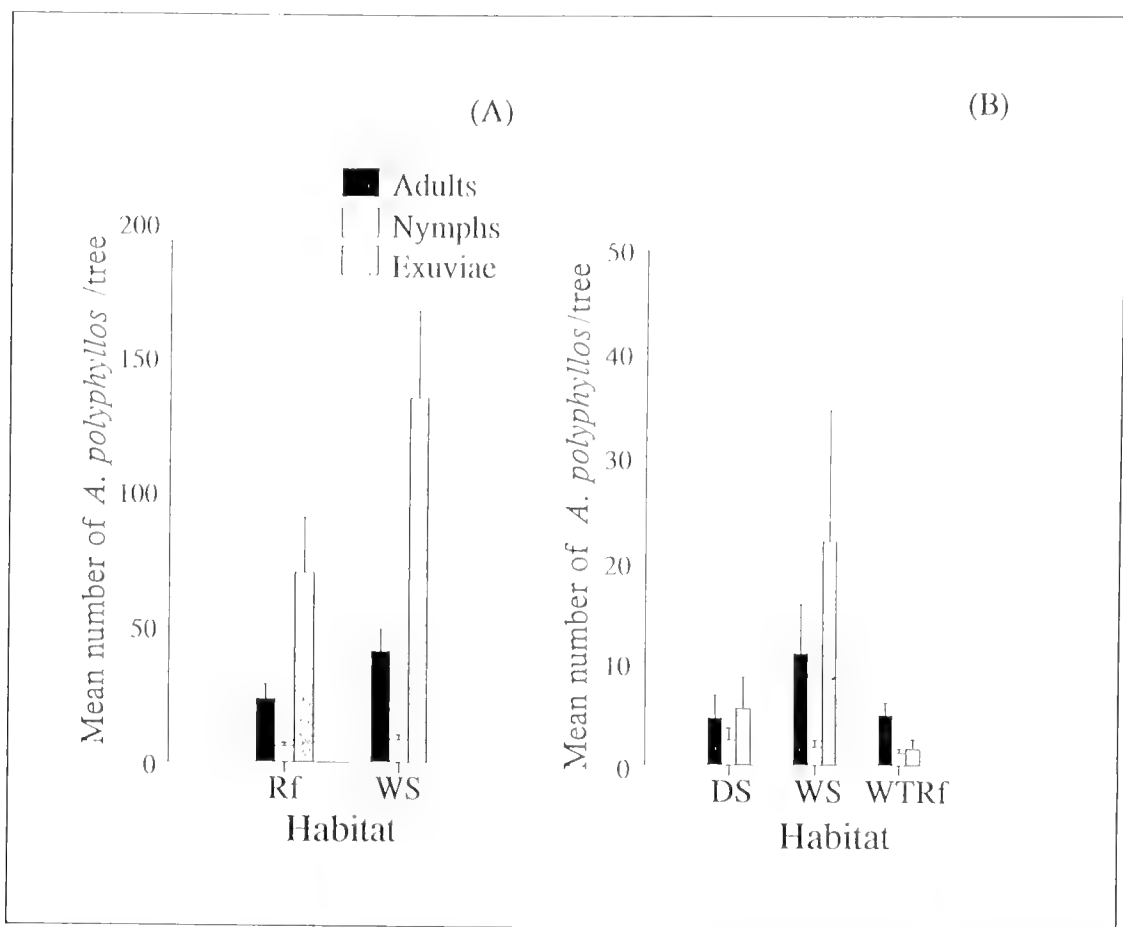 (A)
Adults
Nymphs
Exuviae
200
150
100
50
0
Mean number of A. polyphyllos /tree
Rf WS
Habitat
(B)
50
40
30
20
10
0
Mean number of A. polyphyllos/tree
DS WS WTRf
Habitat